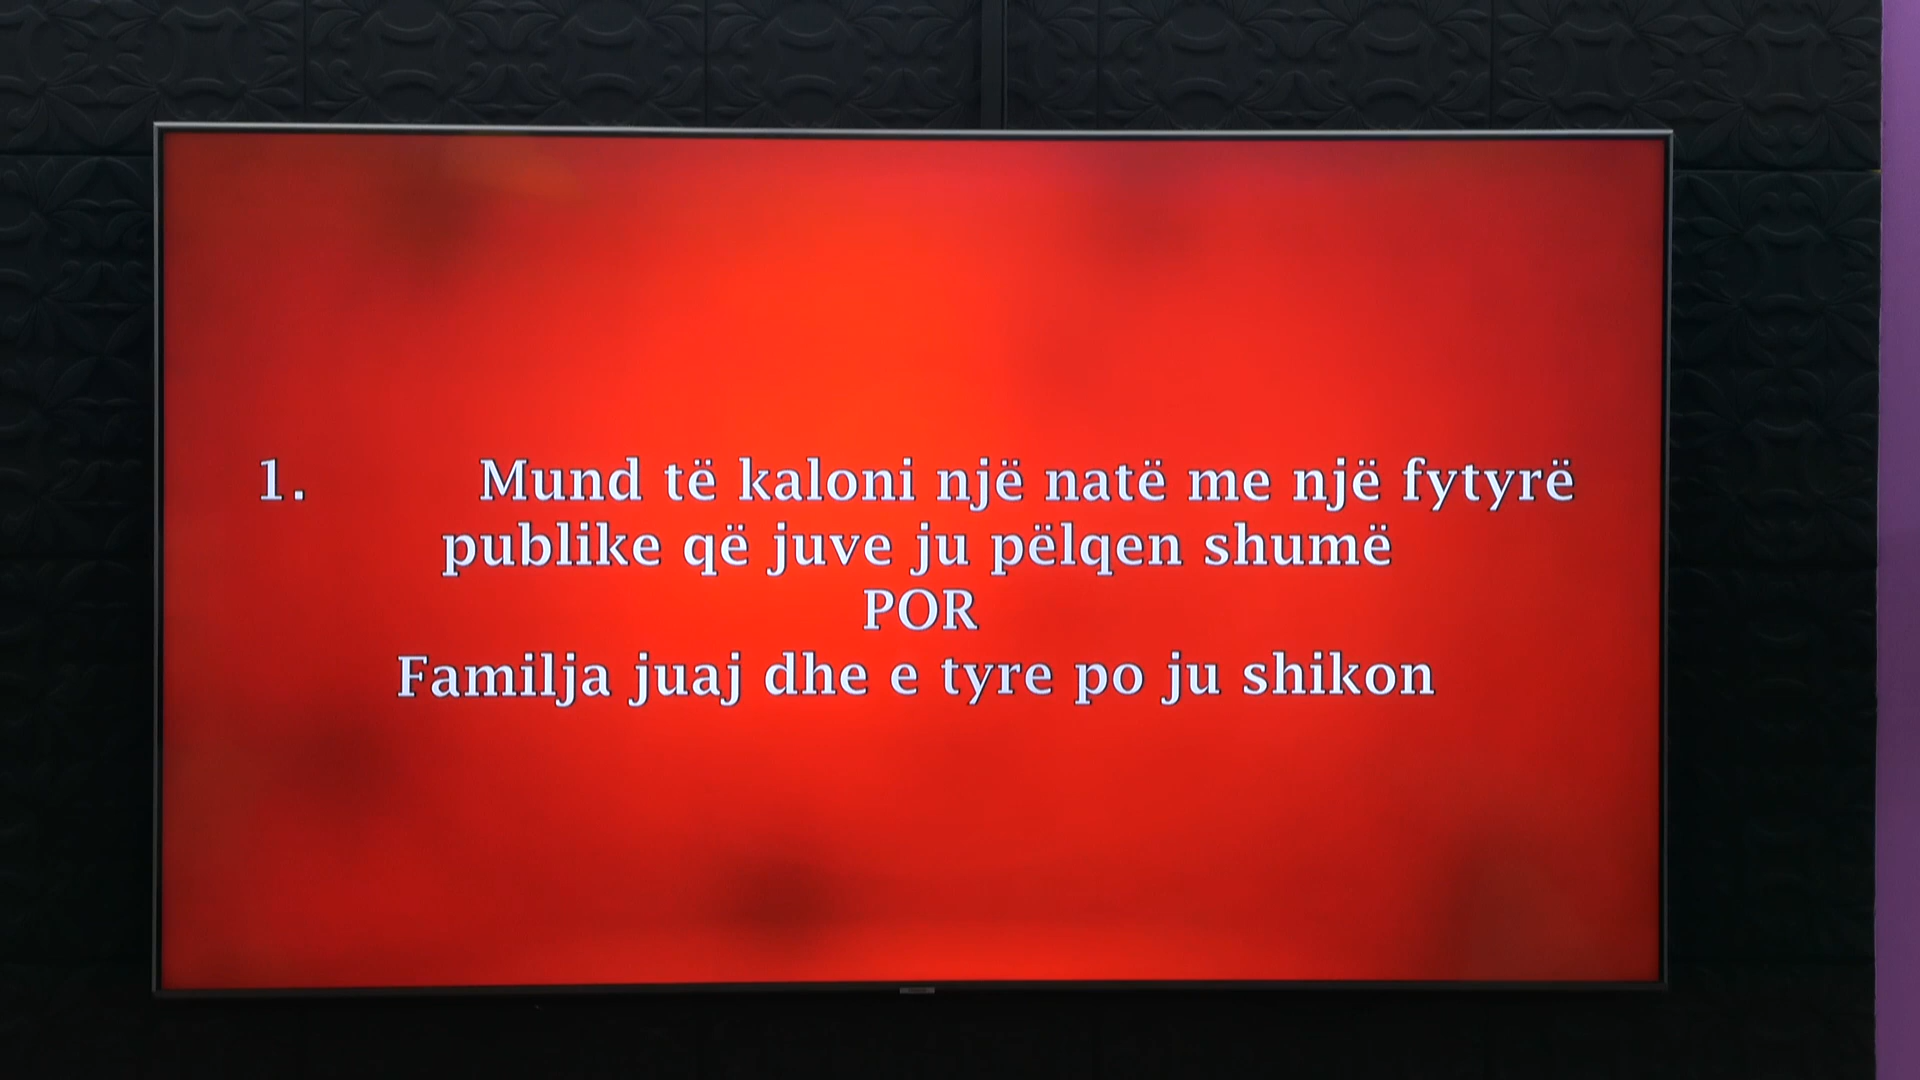 1. Mund të kaloni një natë me një fytyrë
publike që juve ju pëlqen shumë
POR
Familja juaj dhe e tyre po ju shikon